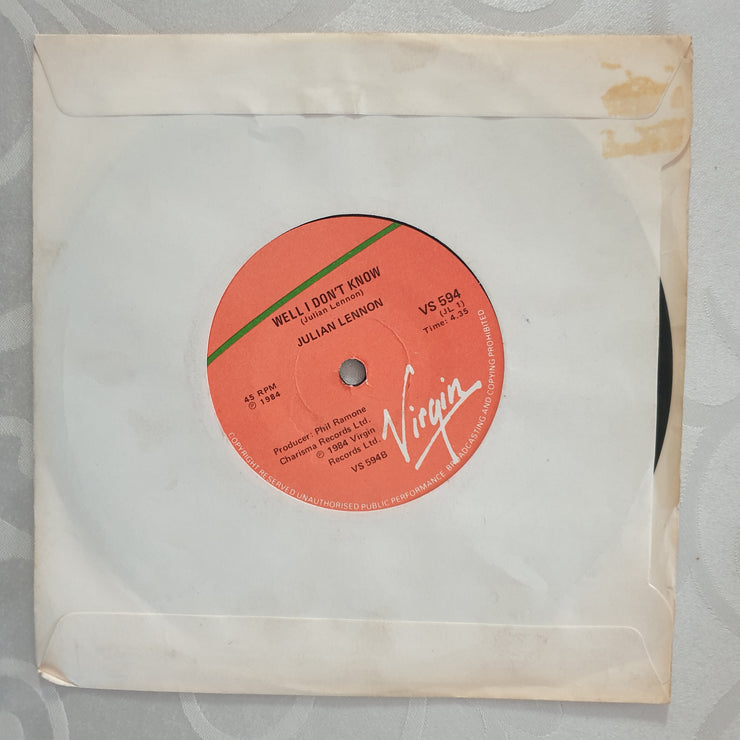 WELL I DON'T KNOW
(Julian Lennon)
JULIAN LENNON
VS 594
(JL 1)
Time: 4.35
45 RPM
℗ 1984
Producer: Phil Ramone
Charisma Records Ltd.
℗ 1984 Virgin
Records Ltd.
VS 594B
Virgin
COPYRIGHT RESERVED UNAUTHORISED PUBLIC PERFORMANCE, BROADCASTING AND COPYING PROHIBITED